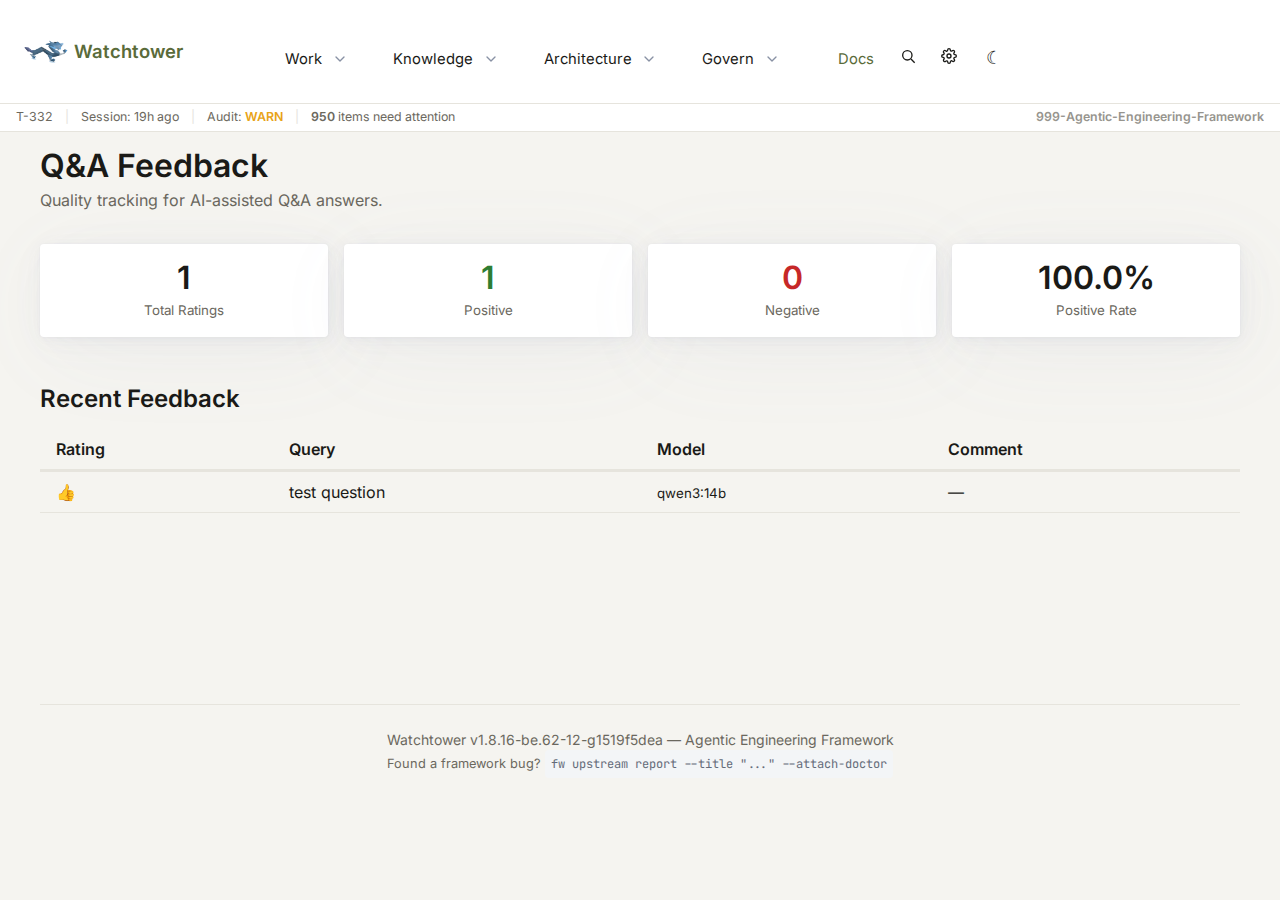 Watchtower
Work Knowledge Architecture Govern Docs
T-332 Session: 19h ago Audit: WARN 950 items need attention 999-Agentic-Engineering-Framework
Q&A Feedback
Quality tracking for AI-assisted Q&A answers.
1 1 0 100.0%
Total Ratings Positive Negative Positive Rate
Recent Feedback
Rating Query Model Comment
👍 test question qwen3:14b —
Watchtower v1.8.16-be.62-12-g1519f5dea — Agentic Engineering Framework
Found a framework bug? fw upstream report --title "..." --attach-doctor